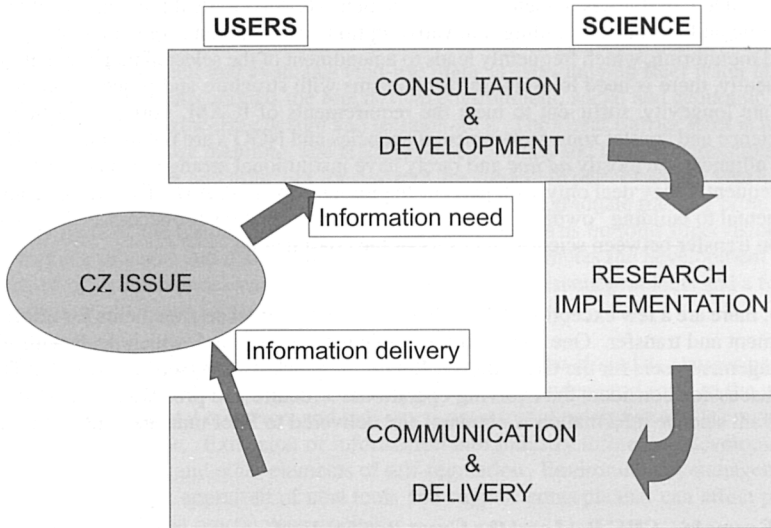 USERS
SCIENCE
CONSULTATION
&
DEVELOPMENT
Information need
CZ ISSUE
RESEARCH
IMPLEMENTATION
Information delivery
COMMUNICATION
&
DELIVERY